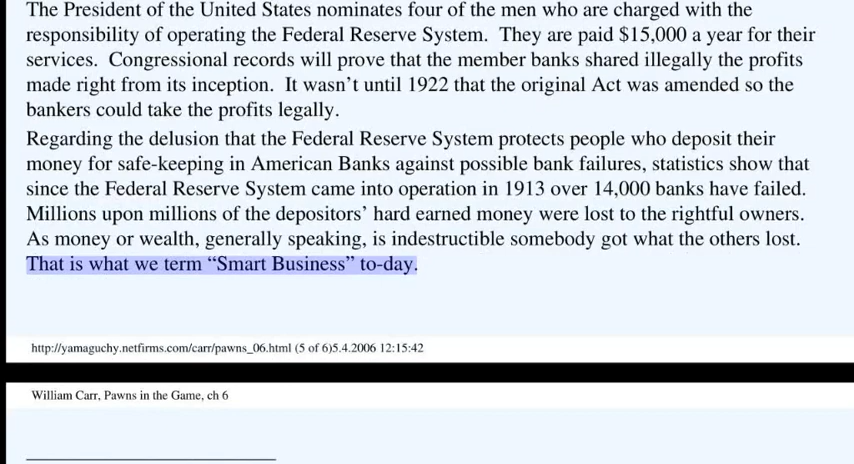 The President of the United States nominates four of the men who are charged with the
responsibility of operating the Federal Reserve System. They are paid $15,000 a year for their
services. Congressional records will prove that the member banks shared illegally the profits
made right from its inception. It wasn’t until 1922 that the original Act was amended so the
bankers could take the profits legally.
Regarding the delusion that the Federal Reserve System protects people who deposit their
money for safe-keeping in American Banks against possible bank failures, statistics show that
since the Federal Reserve System came into operation in 1913 over 14,000 banks have failed.
Millions upon millions of the depositors’ hard earned money were lost to the rightful owners.
As money or wealth, generally speaking, is indestructible somebody got what the others lost.
That is what we term “Smart Business” to-day.
http://yamaguchy.netfirms.com/carr/pawns_06.html (5 of 6)5.4.2006 12:15:42
William Carr, Pawns in the Game, ch 6